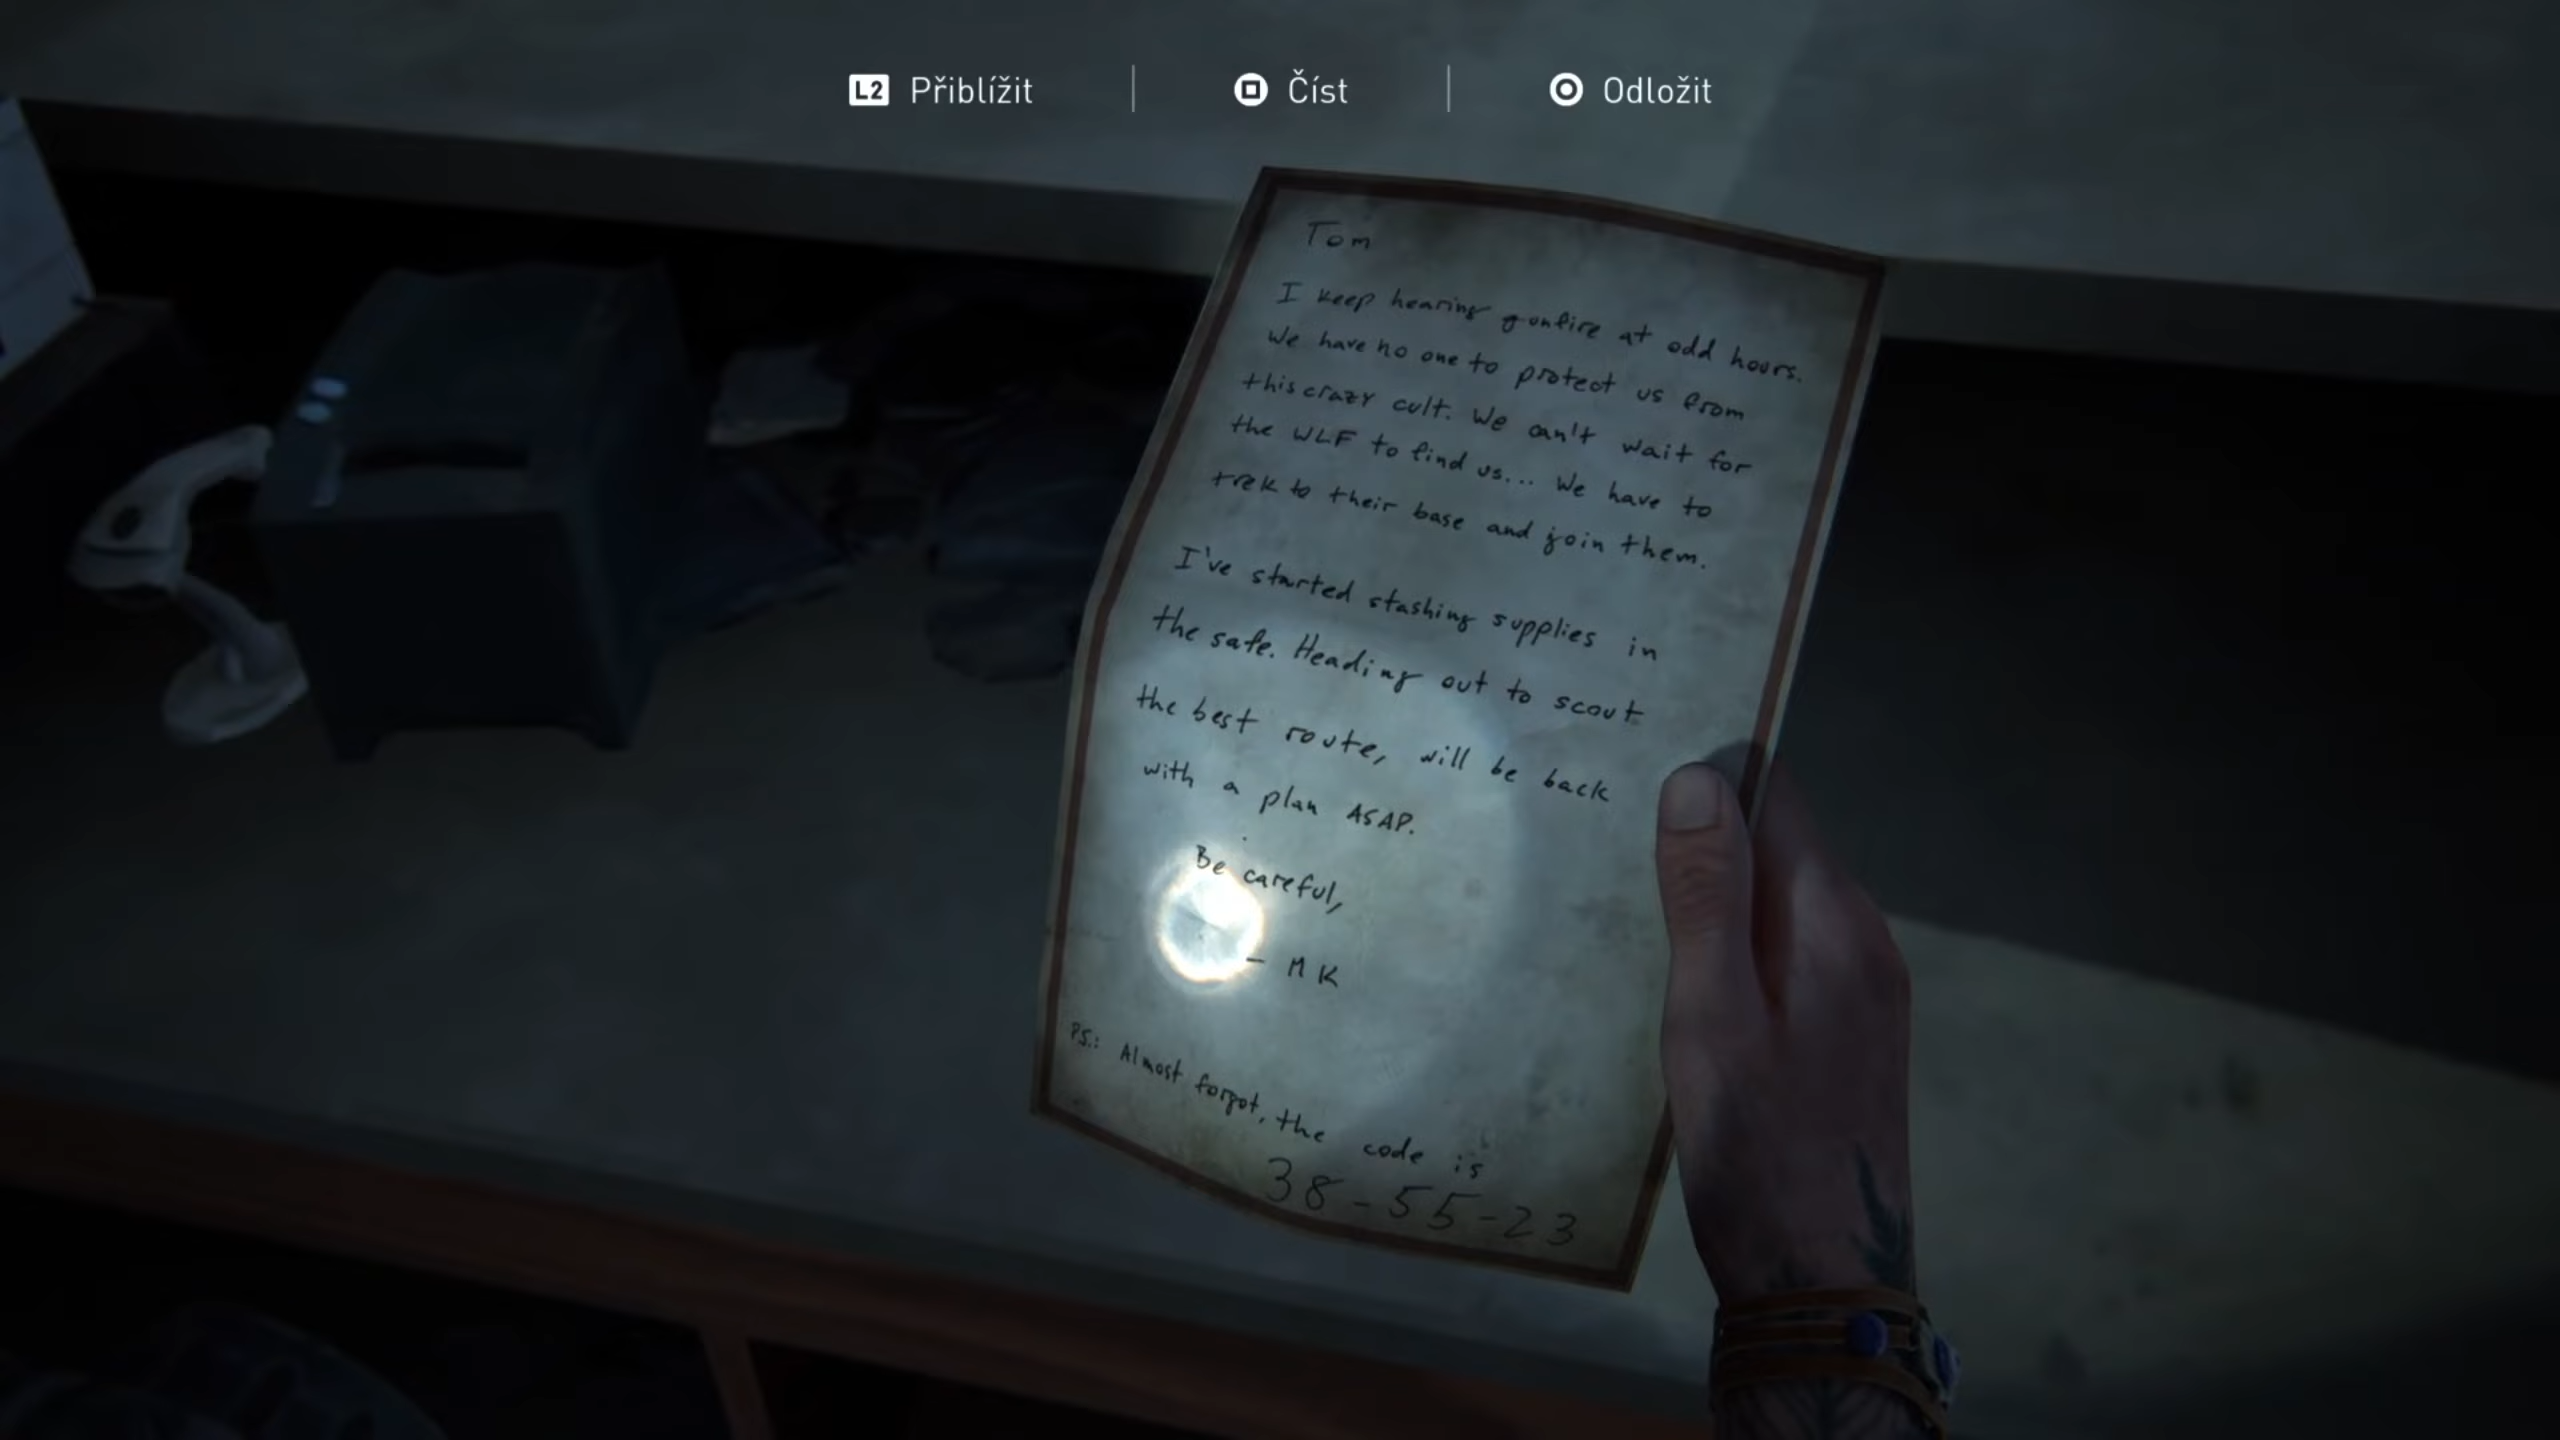 L2 Přiblížit Číst Odložit
Tom
I keep hearing gunfire at odd hours.
We have no one to protect us from
this crazy cult. We can't wait for
the WLF to find us... We have to
trek to their base and join them.
I've started stashing supplies in
the safe. Heading out to scout
the best route, will be back
with a plan ASAP.
Be careful,
- MK
PS.: Almost forgot, the code is
38-55-23